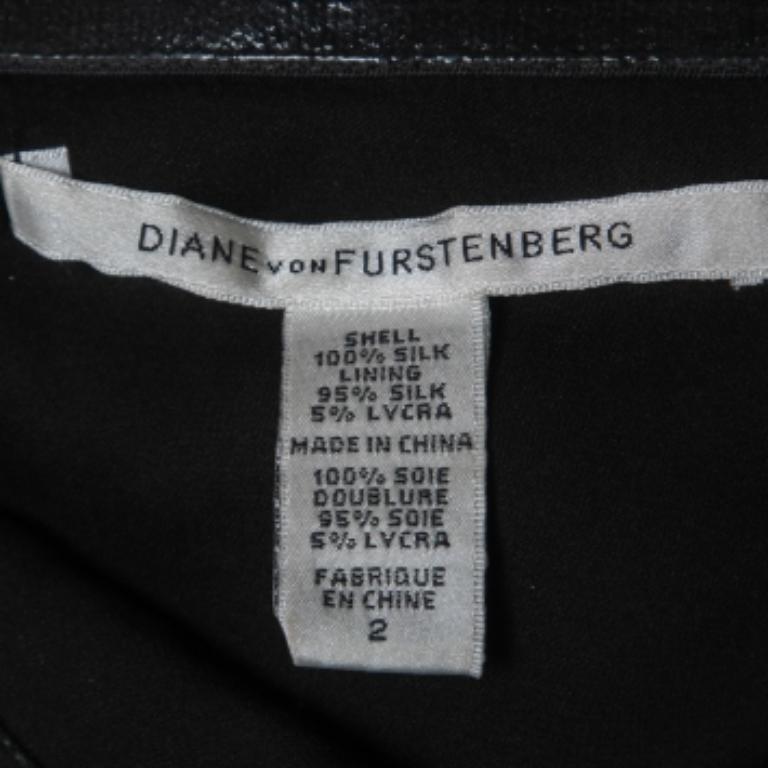 DIANE VON FURSTENBERG
SHELL
100% SILK
LINING
95% SILK
5% LYCRA
MADE IN CHINA
100% SOIE
DOUBLURE
95% SOIE
5% LYCRA
FABRIQUE
EN CHINE
2